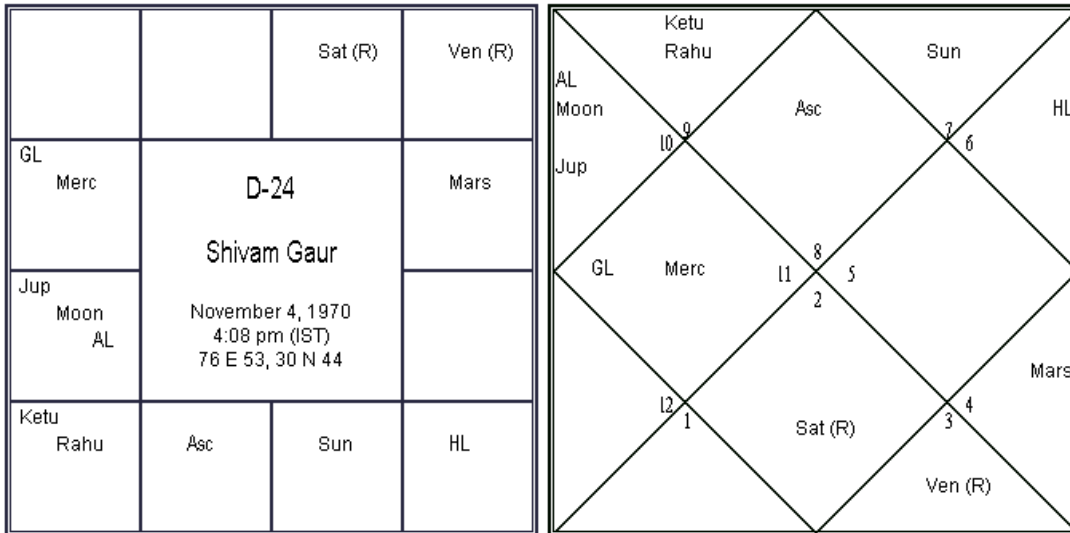 Sat (R)
Ven (R)
GL
Merc
Mars
D-24
Shivam Gaur
November 4, 1970
4:08 pm (IST)
76 E 53, 30 N 44
Jup
Moon
AL
Ketu
Rahu
Asc
Sun
HL
Ketu
Rahu
Sun
AL
Moon
Asc
HL
9
10
7
6
Jup
8
GL
Merc
11
5
2
Mars
12
1
4
3
Sat (R)
Ven (R)